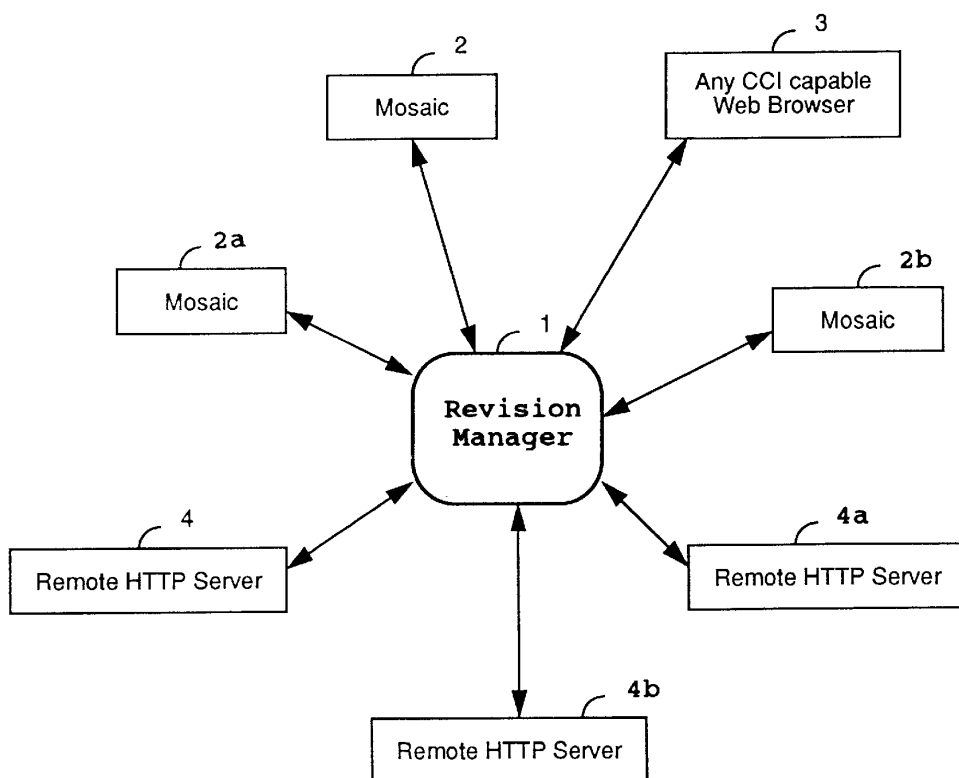 2
Mosaic
3
Any CCI capable
Web Browser
2a
Mosaic
2b
Mosaic
1
Revision
Manager
4
Remote HTTP Server
4a
Remote HTTP Server
4b
Remote HTTP Server